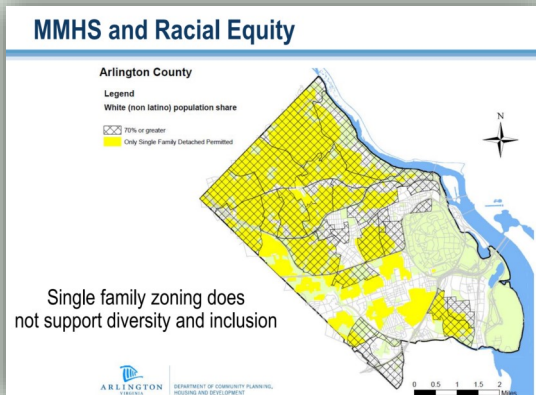 MMHS and Racial Equity
Arlington County
Legend
White (non latino) population share
70% or greater
Only Single Family Detached Permitted
N
Single family zoning does
not support diversity and inclusion
ARLINGTON
VIRGINIA
DEPARTMENT OF COMMUNITY PLANNING,
HOUSING AND DEVELOPMENT
0 0.5 1 1.5 2
Miles